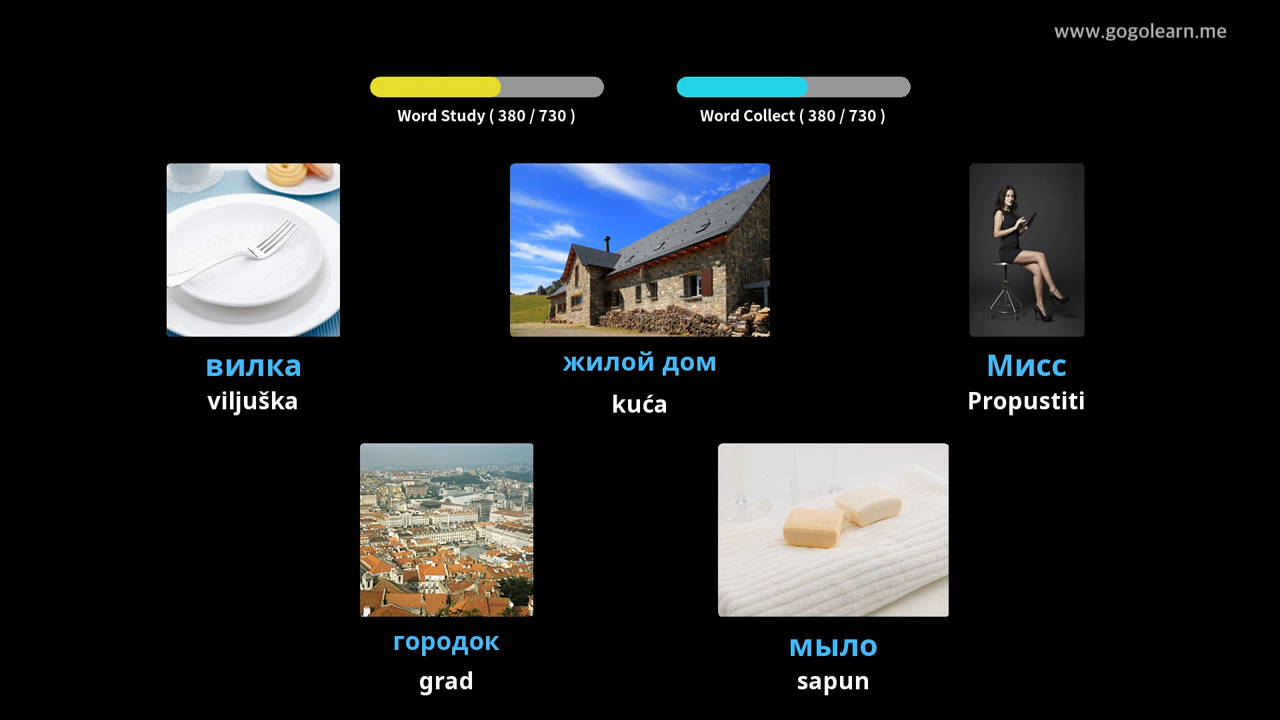 www.gogolearn.me
Word Study ( 380 / 730 )
Word Collect ( 380 / 730 )
вилка
viljuška
жилой дом
kuća
Мисс
Propustiti
городок
grad
мыло
sapun